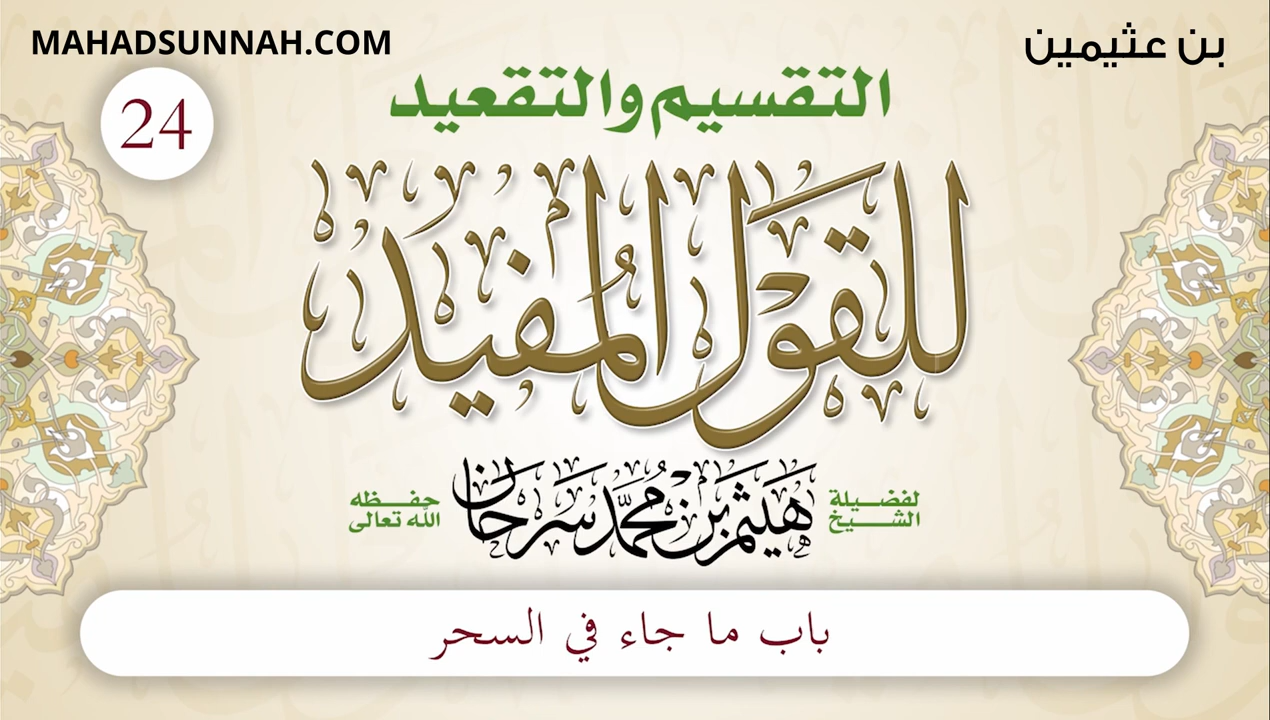 MAHADSUNNAH.COM
بن عثيمين
24
التقسيم والتقعيد
للقول المفيد
لفضيلة الشيخ
هيثم بن محمد سرحان
حفظه الله تعالى
باب ما جاء في السحر